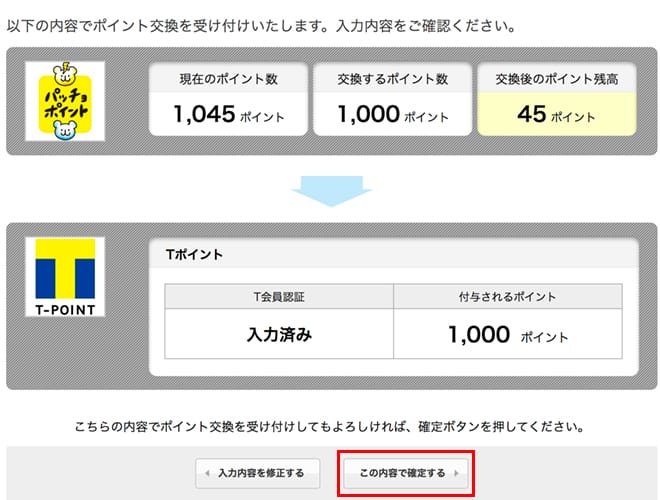 以下の内容でポイント交換を受け付けいたします。入力内容をご確認ください。
パッチョ
ポイント
現在のポイント数
1,045 ポイント
交換するポイント数
1,000 ポイント
交換後のポイント残高
45 ポイント
T-POINT
Tポイント
T会員認証
付与されるポイント
入力済み
1,000 ポイント
こちらの内容でポイント交換を受け付けしてもよろしければ、確定ボタンを押してください。
入力内容を修正する
この内容で確定する